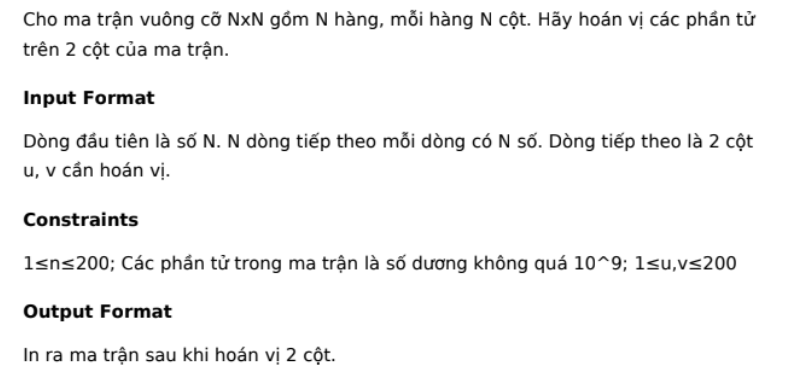 Cho ma trận vuông cỡ NxN gồm N hàng, mỗi hàng N cột. Hãy hoán vị các phần tử
trên 2 cột của ma trận.
Input Format
Dòng đầu tiên là số N. N dòng tiếp theo mỗi dòng có N số. Dòng tiếp theo là 2 cột
u, v cần hoán vị.
Constraints
1≤n≤200; Các phần tử trong ma trận là số dương không quá 10^9; 1≤u,v≤200
Output Format
In ra ma trận sau khi hoán vị 2 cột.